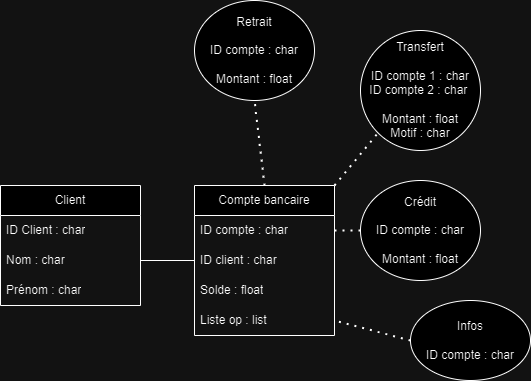 Retrait
ID compte : char
Montant : float
Transfert
ID compte 1 : char
ID compte 2 : char
Montant : float
Motif : char
Client
ID Client : char
Nom : char
Prénom : char
Compte bancaire
ID compte : char
ID client : char
Solde : float
Liste op : list
Crédit
ID compte : char
Montant : float
Infos
ID compte : char